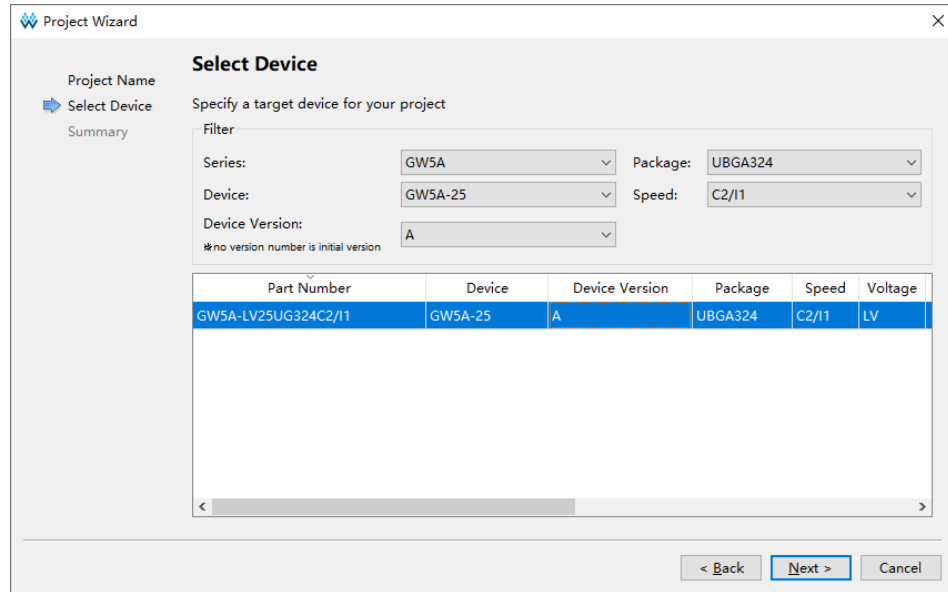 Project Wizard
Project Name
Select Device
Summary
Select Device
Specify a target device for your project
Filter
Series: GW5A Package: UBGA324
Device: GW5A-25 Speed: C2/I1
Device Version: A
※no version number is initial version
Part Number Device Device Version Package Speed Voltage
GW5A-LV25UG324C2/I1 GW5A-25 A UBGA324 C2/I1 LV
< Back Next > Cancel